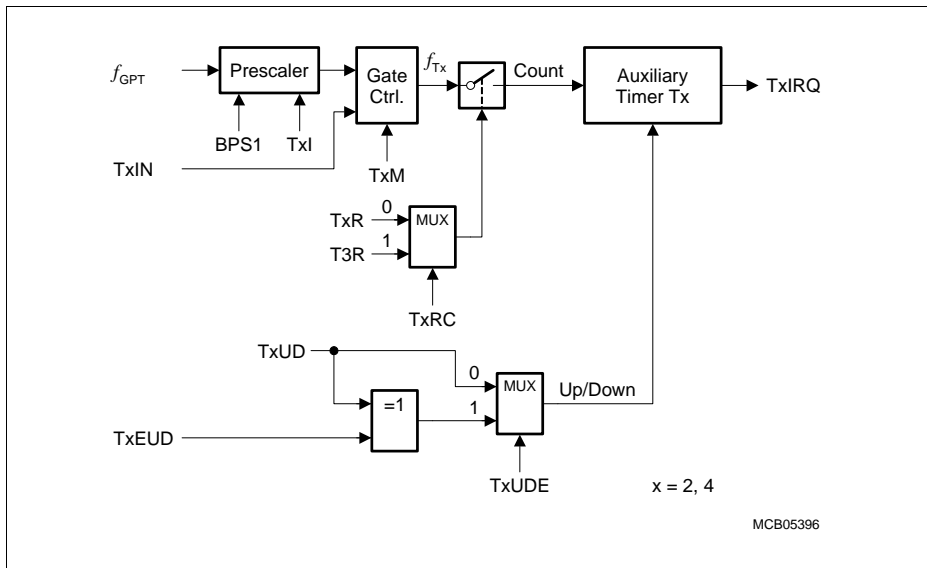 fGPT
Prescaler
BPS1
TxI
TxIN
Gate
Ctrl.
TxM
fTx
Count
Auxiliary
Timer Tx
TxIRQ
TxR
0
T3R
1
MUX
TxRC
TxUD
0
=1
1
MUX
Up/Down
TxEUD
TxUDE
x = 2, 4
MCB05396